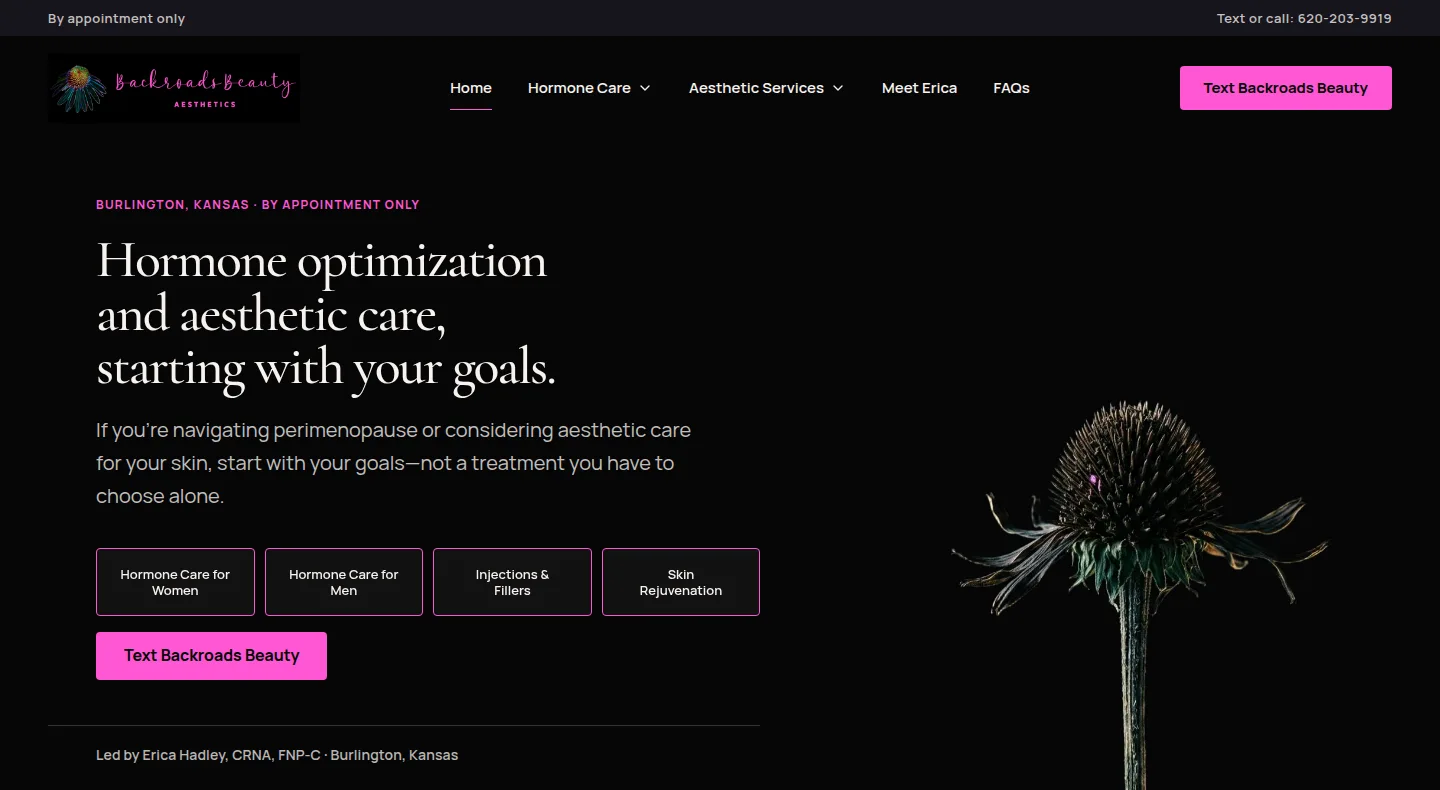 By appointment only
Text or call: 620-203-9919
Backroads Beauty
AESTHETICS
Home
Hormone Care
Aesthetic Services
Meet Erica
FAQs
Text Backroads Beauty
BURLINGTON, KANSAS · BY APPOINTMENT ONLY
Hormone optimization
and aesthetic care,
starting with your goals.
If you’re navigating perimenopause or considering aesthetic care
for your skin, start with your goals—not a treatment you have to
choose alone.
Hormone Care for
Women
Hormone Care for
Men
Injections &
Fillers
Skin
Rejuvenation
Text Backroads Beauty
Led by Erica Hadley, CRNA, FNP-C · Burlington, Kansas